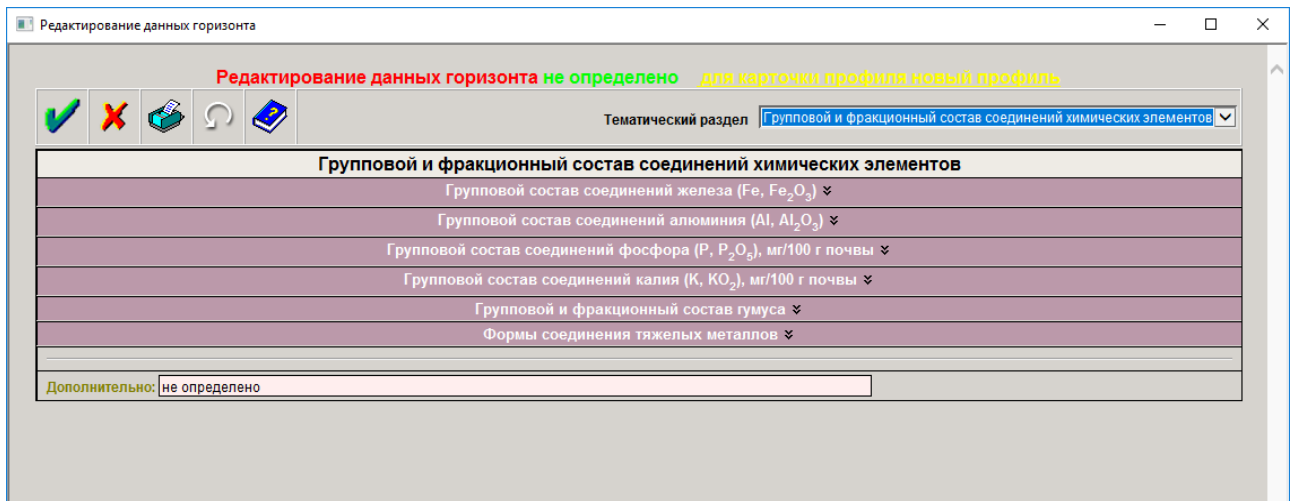 Редактирование данных горизонта
Редактирование данных горизонта не определено для карточки профиля новый профиль
Тематический раздел Групповой и фракционный состав соединений химических элементов
Групповой и фракционный состав соединений химических элементов
Групповой состав соединений железа (Fe, Fe₂O₃)
Групповой состав соединений алюминия (Al, Al₂O₃)
Групповой состав соединений фосфора (P, P₂O₅), мг/100 г почвы
Групповой состав соединений калия (K, KO₂), мг/100 г почвы
Групповой и фракционный состав гумуса
Формы соединения тяжелых металлов
Дополнительно: не определено